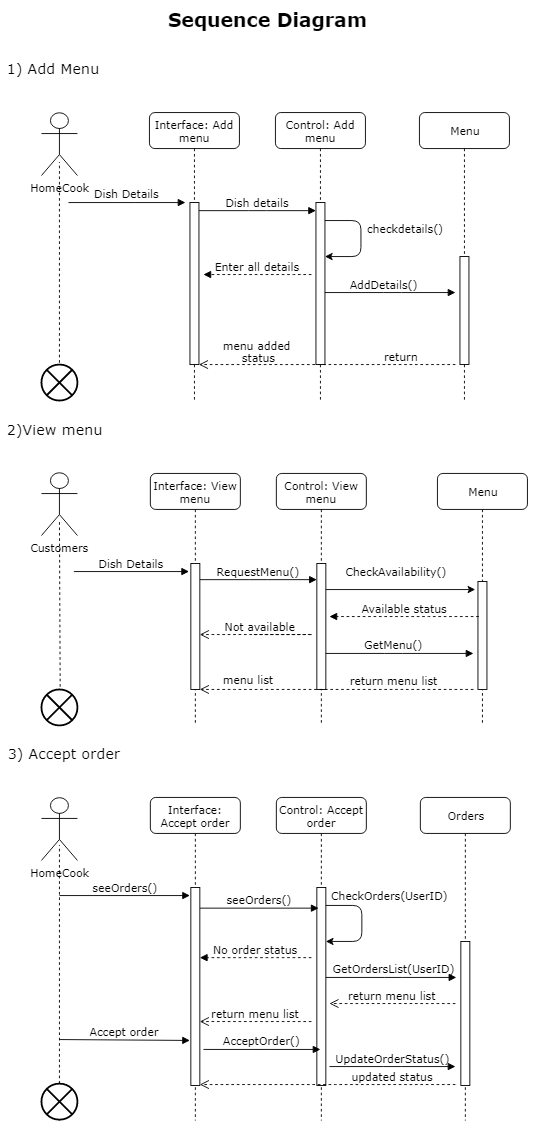 Sequence Diagram
1) Add Menu
Interface: Add
menu
Control: Add
menu
Menu
HomeCook
Dish Details
Dish details
checkdetails()
Enter all details
AddDetails()
menu added
status
return
2)View menu
Interface: View
menu
Control: View
menu
Menu
Customers
Dish Details
RequestMenu()
CheckAvailability()
Available status
Not available
GetMenu()
menu list
return menu list
3) Accept order
Interface:
Accept order
Control: Accept
order
Orders
HomeCook
seeOrders()
seeOrders()
CheckOrders(UserID)
No order status
GetOrdersList(UserID)
return menu list
return menu list
Accept order
AcceptOrder()
UpdateOrderStatus()
updated status